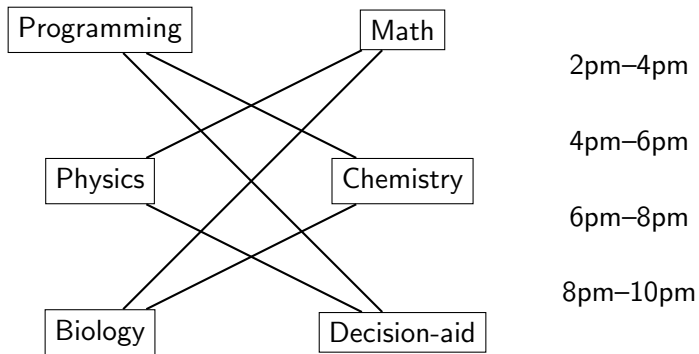 Programming
Math
2pm–4pm
4pm–6pm
Physics
Chemistry
6pm–8pm
8pm–10pm
Biology
Decision-aid